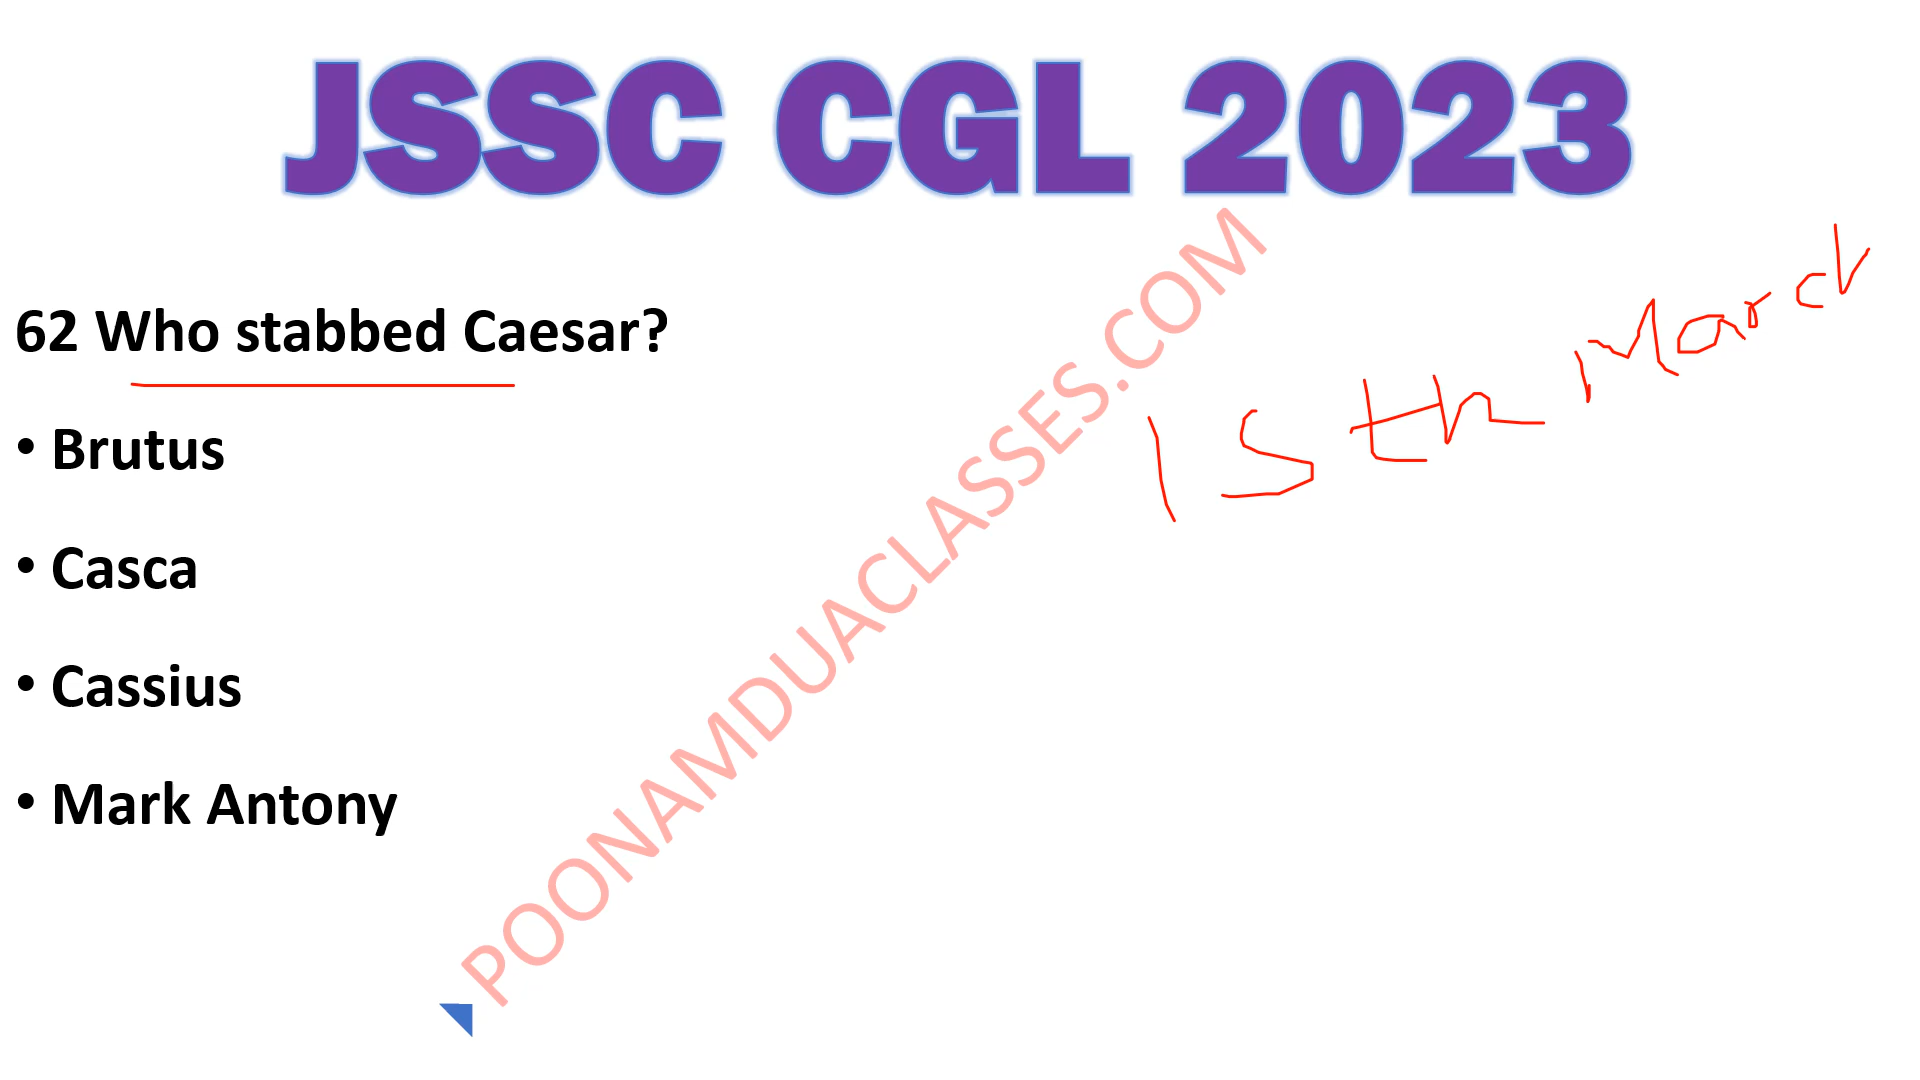 JSSC CGL 2023
62 Who stabbed Caesar?
15th March
• Brutus
• Casca
• Cassius
• Mark Antony
POONAMDUACLASSES.COM